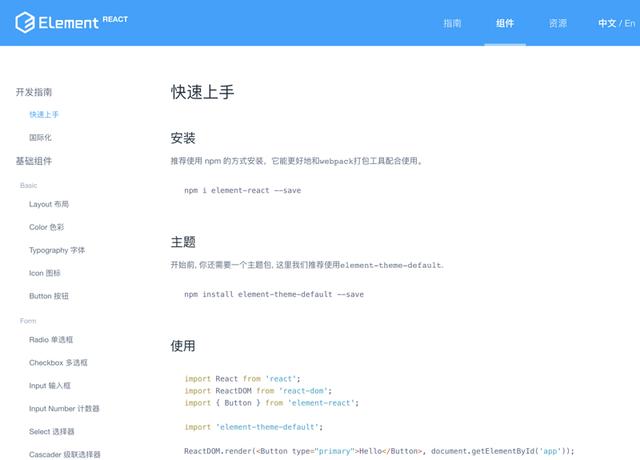 Element REACT
指南 组件 资源 中文 / En
开发指南
快速上手
国际化
基础组件
Basic
Layout 布局
Color 色彩
Typography 字体
Icon 图标
Button 按钮
Form
Radio 单选框
Checkbox 多选框
Input 输入框
Input Number 计数器
Select 选择器
Cascader 级联选择器
快速上手
安装
推荐使用 npm 的方式安装，它能更好地和webpack打包工具配合使用。
npm i element-react --save
主题
开始前, 你还需要一个主题包, 这里我们推荐使用element-theme-default.
npm install element-theme-default --save
使用
import React from 'react';
import ReactDOM from 'react-dom';
import { Button } from 'element-react';
import 'element-theme-default';
ReactDOM.render(<Button type="primary">Hello</Button>, document.getElementById('app'));